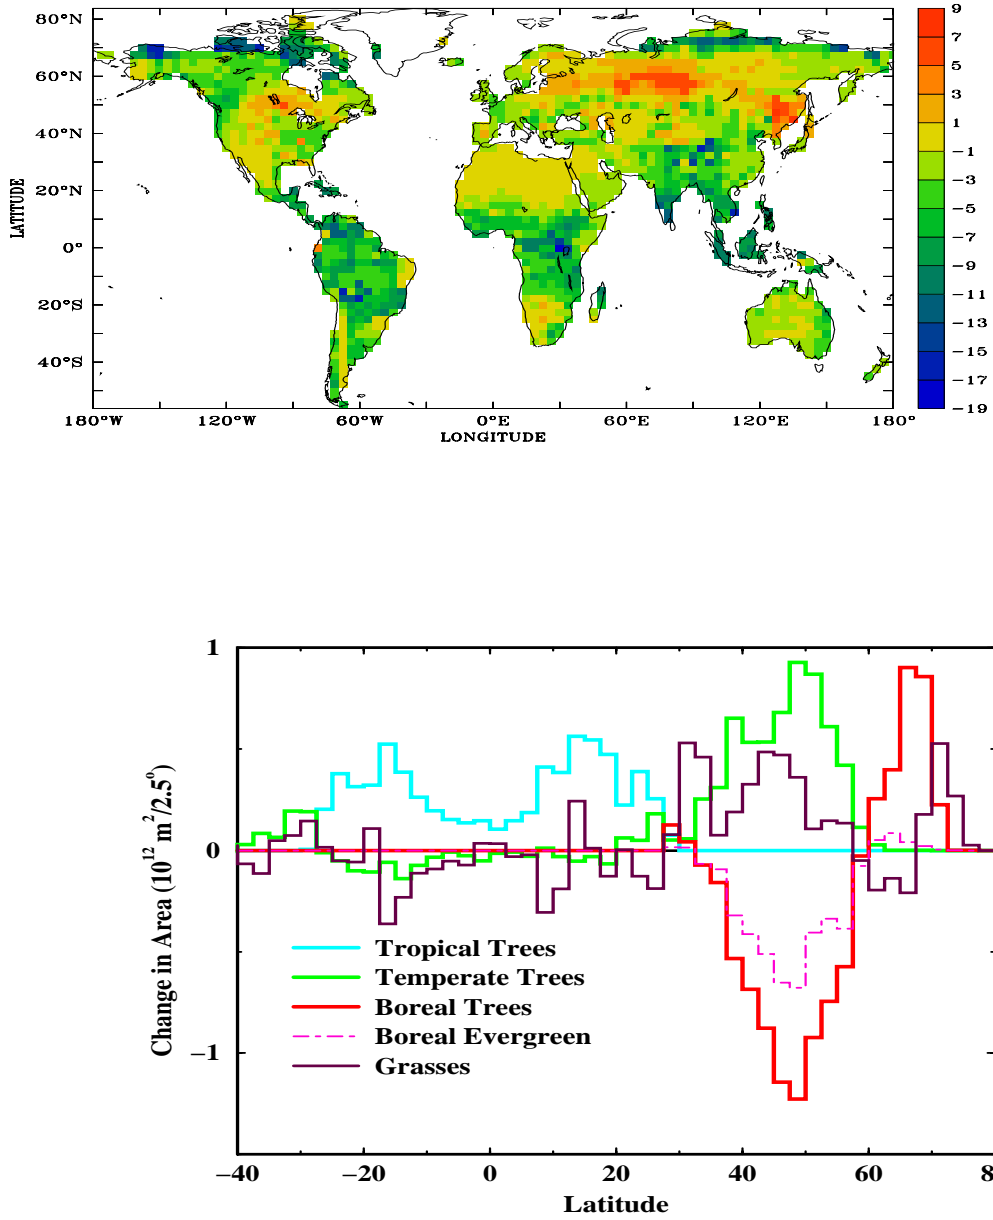 80°N
60°N
40°N
20°N
0°
20°S
40°S
LATITUDE
180°W 120°W 60°W 0°E 60°E 120°E 180°
LONGITUDE
9
7
5
3
1
−1
−3
−5
−7
−9
−11
−13
−15
−17
−19
1
0
−1
Change in Area (10¹² m²/2.5°)
Tropical Trees
Temperate Trees
Boreal Trees
Boreal Evergreen
Grasses
−40 −20 0 20 40 60 8
Latitude